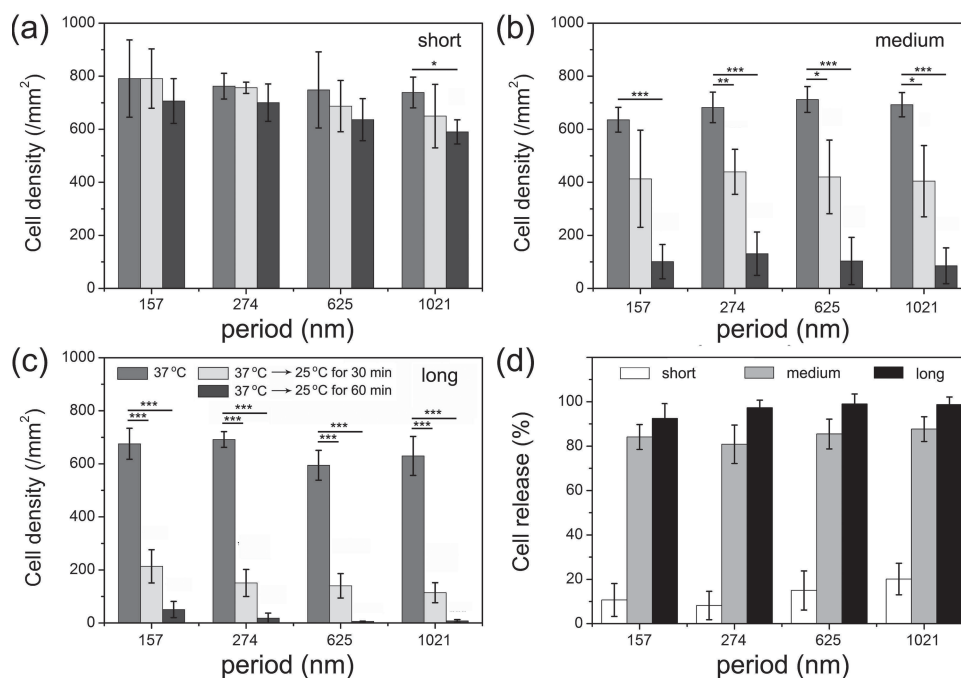 (a)
short
Cell density (/mm²)
1000
800
600
400
200
0
*
157 274 625 1021
period (nm)
(b)
medium
Cell density (/mm²)
1000
800
600
400
200
0
***
*** **
*** *
*** *
157 274 625 1021
period (nm)
(c)
37 °C 37 °C → 25°C for 30 min
37 °C → 25°C for 60 min
long
Cell density (/mm²)
1000
800
600
400
200
0
*** ***
*** ***
*** ***
*** ***
157 274 625 1021
period (nm)
(d)
short medium long
Cell release (%)
100
80
60
40
20
0
157 274 625 1021
period (nm)